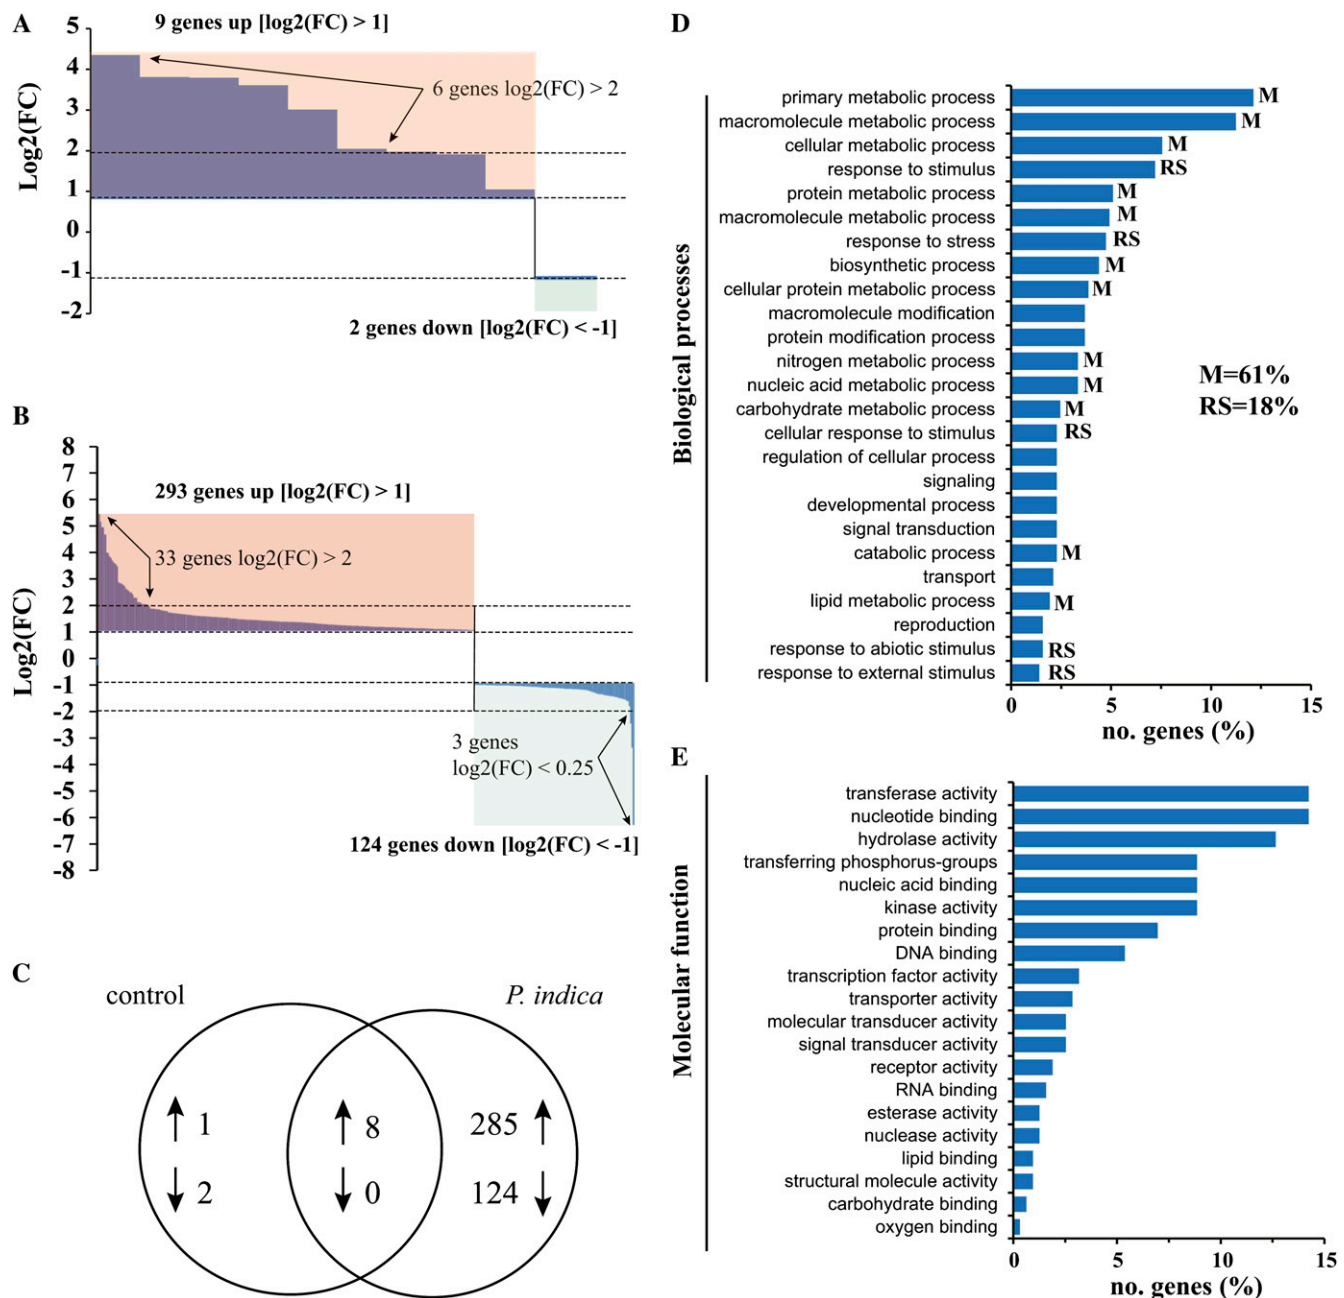 A
9 genes up [log2(FC) > 1]
5
4
3
2
1
0
-1
-2
Log2(FC)
6 genes log2(FC) > 2
2 genes down [log2(FC) < -1]
B
8
7
6
5
4
3
2
1
0
-1
-2
-3
-4
-5
-6
-7
-8
Log2(FC)
293 genes up [log2(FC) > 1]
33 genes log2(FC) > 2
3 genes
log2(FC) < 0.25
124 genes down [log2(FC) < -1]
C
control
P. indica
1
8
285
2
0
124
D
Biological processes
primary metabolic process M
macromolecule metabolic process M
cellular metabolic process M
response to stimulus RS
protein metabolic process M
macromolecule metabolic process M
response to stress RS
biosynthetic process M
cellular protein metabolic process M
macromolecule modification
protein modification process
nitrogen metabolic process M
nucleic acid metabolic process M
carbohydrate metabolic process M
cellular response to stimulus RS
regulation of cellular process
signaling
developmental process
signal transduction
catabolic process M
transport
lipid metabolic process M
reproduction
response to abiotic stimulus RS
response to external stimulus RS
M=61%
RS=18%
0 5 10 15
no. genes (%)
E
Molecular function
transferase activity
nucleotide binding
hydrolase activity
transferring phosphorus-groups
nucleic acid binding
kinase activity
protein binding
DNA binding
transcription factor activity
transporter activity
molecular transducer activity
signal transducer activity
receptor activity
RNA binding
esterase activity
nuclease activity
lipid binding
structural molecule activity
carbohydrate binding
oxygen binding
0 5 10 15
no. genes (%)